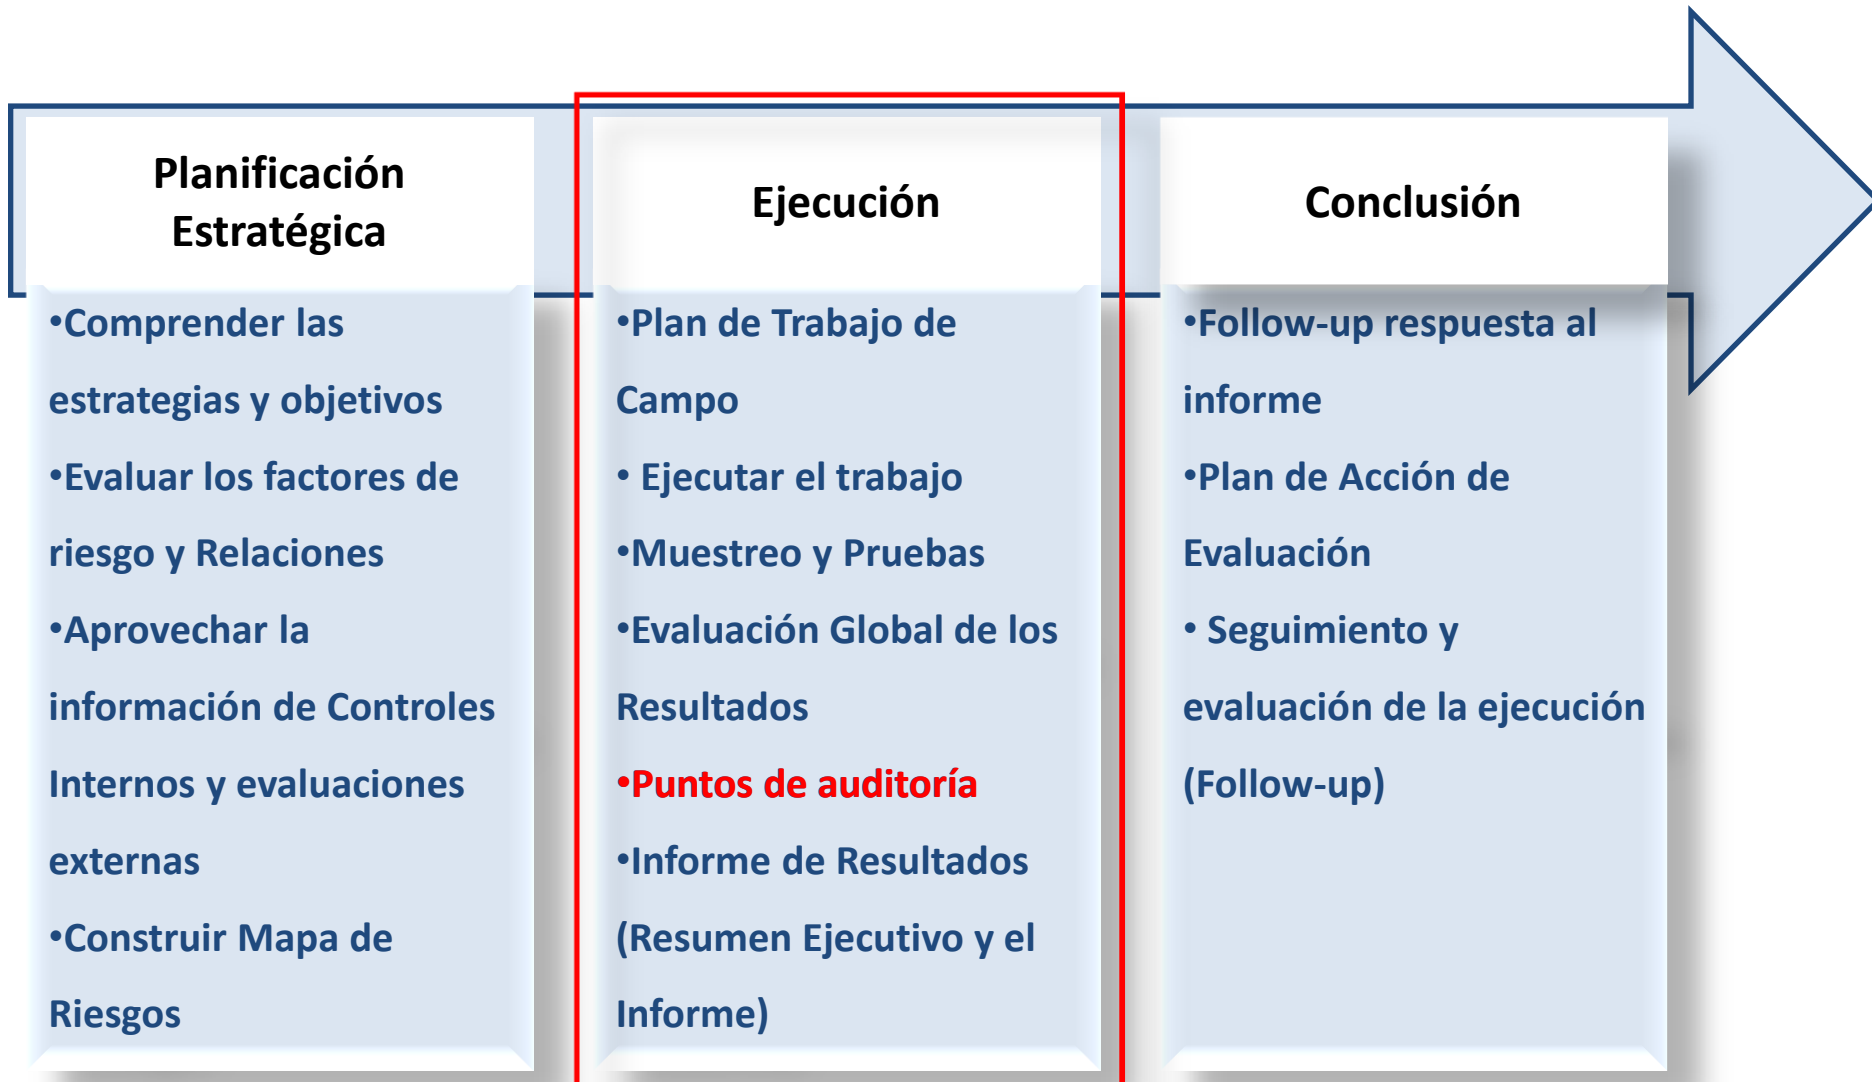 Planificación
Estratégica
•Comprender las
estrategias y objetivos
•Evaluar los factores de
riesgo y Relaciones
•Aprovechar la
información de Controles
Internos y evaluaciones
externas
•Construir Mapa de
Riesgos
Ejecución
•Plan de Trabajo de
Campo
• Ejecutar el trabajo
•Muestreo y Pruebas
•Evaluación Global de los
Resultados
•Puntos de auditoría
•Informe de Resultados
(Resumen Ejecutivo y el
Informe)
Conclusión
•Follow-up respuesta al
informe
•Plan de Acción de
Evaluación
• Seguimiento y
evaluación de la ejecución
(Follow-up)